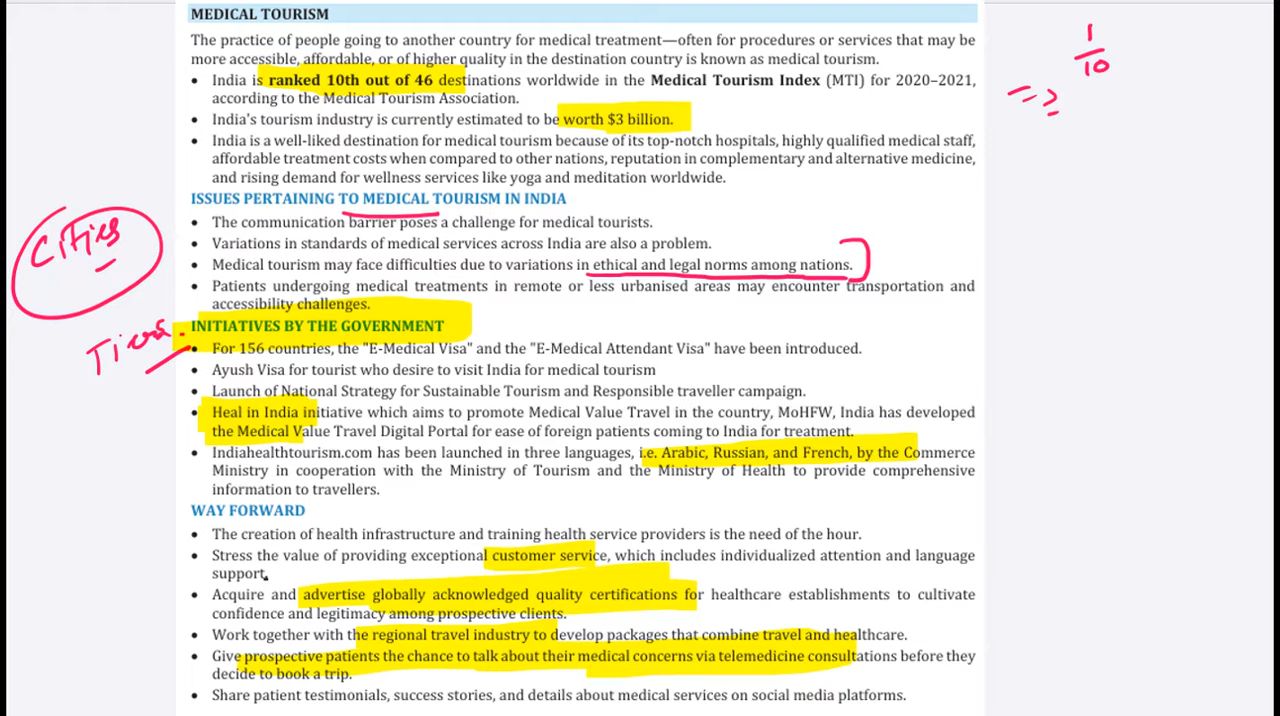 MEDICAL TOURISM
The practice of people going to another country for medical treatment—often for procedures or services that may be
more accessible, affordable, or of higher quality in the destination country is known as medical tourism.
• India is ranked 10th out of 46 destinations worldwide in the Medical Tourism Index (MTI) for 2020–2021,
according to the Medical Tourism Association.
• India's tourism industry is currently estimated to be worth $3 billion.
• India is a well-liked destination for medical tourism because of its top-notch hospitals, highly qualified medical staff,
affordable treatment costs when compared to other nations, reputation in complementary and alternative medicine,
and rising demand for wellness services like yoga and meditation worldwide.
ISSUES PERTAINING TO MEDICAL TOURISM IN INDIA
• The communication barrier poses a challenge for medical tourists.
• Variations in standards of medical services across India are also a problem.
• Medical tourism may face difficulties due to variations in ethical and legal norms among nations.
• Patients undergoing medical treatments in remote or less urbanised areas may encounter transportation and
accessibility challenges.
INITIATIVES BY THE GOVERNMENT
• For 156 countries, the "E-Medical Visa" and the "E-Medical Attendant Visa" have been introduced.
• Ayush Visa for tourist who desire to visit India for medical tourism
• Launch of National Strategy for Sustainable Tourism and Responsible traveller campaign.
• Heal in India initiative which aims to promote Medical Value Travel in the country, MoHFW, India has developed
the Medical Value Travel Digital Portal for ease of foreign patients coming to India for treatment.
• Indiahealthtourism.com has been launched in three languages, i.e. Arabic, Russian, and French, by the Commerce
Ministry in cooperation with the Ministry of Tourism and the Ministry of Health to provide comprehensive
information to travellers.
WAY FORWARD
• The creation of health infrastructure and training health service providers is the need of the hour.
• Stress the value of providing exceptional customer service, which includes individualized attention and language
support.
• Acquire and advertise globally acknowledged quality certifications for healthcare establishments to cultivate
confidence and legitimacy among prospective clients.
• Work together with the regional travel industry to develop packages that combine travel and healthcare.
• Give prospective patients the chance to talk about their medical concerns via telemedicine consultations before they
decide to book a trip.
• Share patient testimonials, success stories, and details about medical services on social media platforms.
Cities
1
10